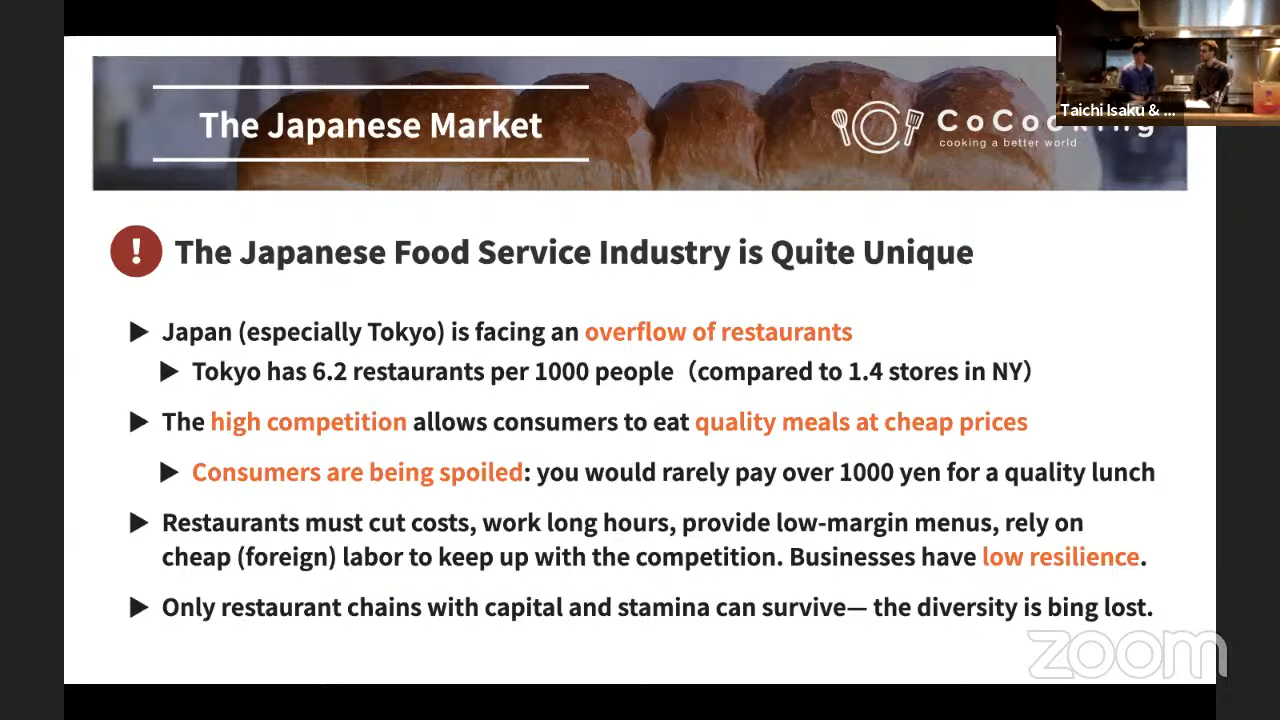 The Japanese Market
CoCooking
cooking a better world
Taichi Isaku & ...
! The Japanese Food Service Industry is Quite Unique
▶ Japan (especially Tokyo) is facing an overflow of restaurants
▶ Tokyo has 6.2 restaurants per 1000 people（compared to 1.4 stores in NY）
▶ The high competition allows consumers to eat quality meals at cheap prices
▶ Consumers are being spoiled: you would rarely pay over 1000 yen for a quality lunch
▶ Restaurants must cut costs, work long hours, provide low-margin menus, rely on
cheap (foreign) labor to keep up with the competition. Businesses have low resilience.
▶ Only restaurant chains with capital and stamina can survive— the diversity is bing lost.
zoom